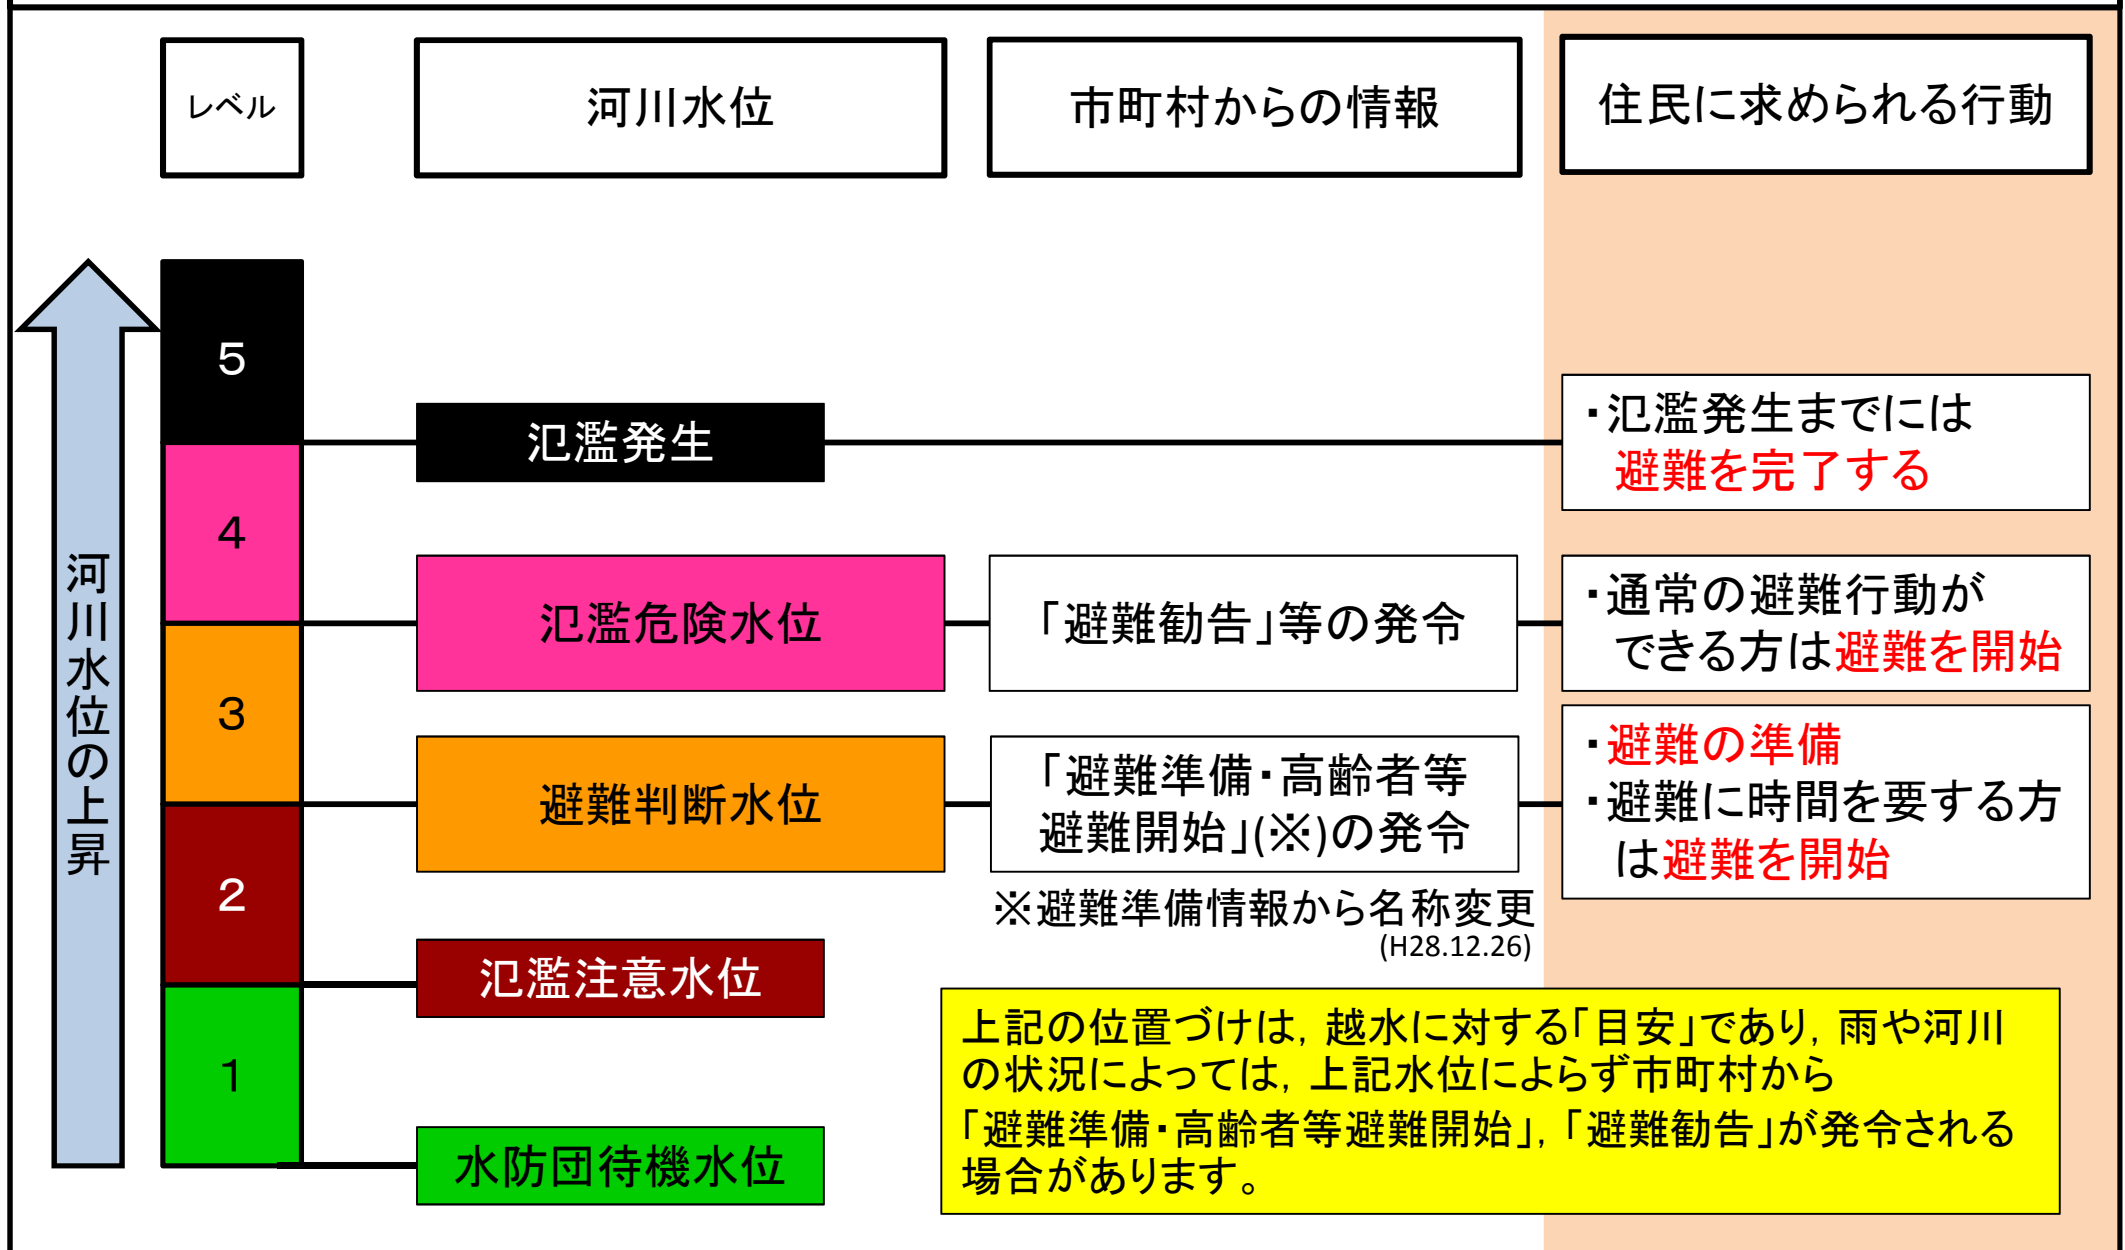 レベル
河川水位
市町村からの情報
住民に求められる行動
河川水位の上昇
5
氾濫発生
・氾濫発生までには
避難を完了する
4
氾濫危険水位
「避難勧告」等の発令
・通常の避難行動が
できる方は避難を開始
3
避難判断水位
「避難準備・高齢者等
避難開始」(※)の発令
・避難の準備
・避難に時間を要する方
は避難を開始
※避難準備情報から名称変更
(H28.12.26)
2
氾濫注意水位
1
水防団待機水位
上記の位置づけは，越水に対する「目安」であり，雨や河川
の状況によっては，上記水位によらず市町村から
「避難準備・高齢者等避難開始」，「避難勧告」が発令される
場合があります。